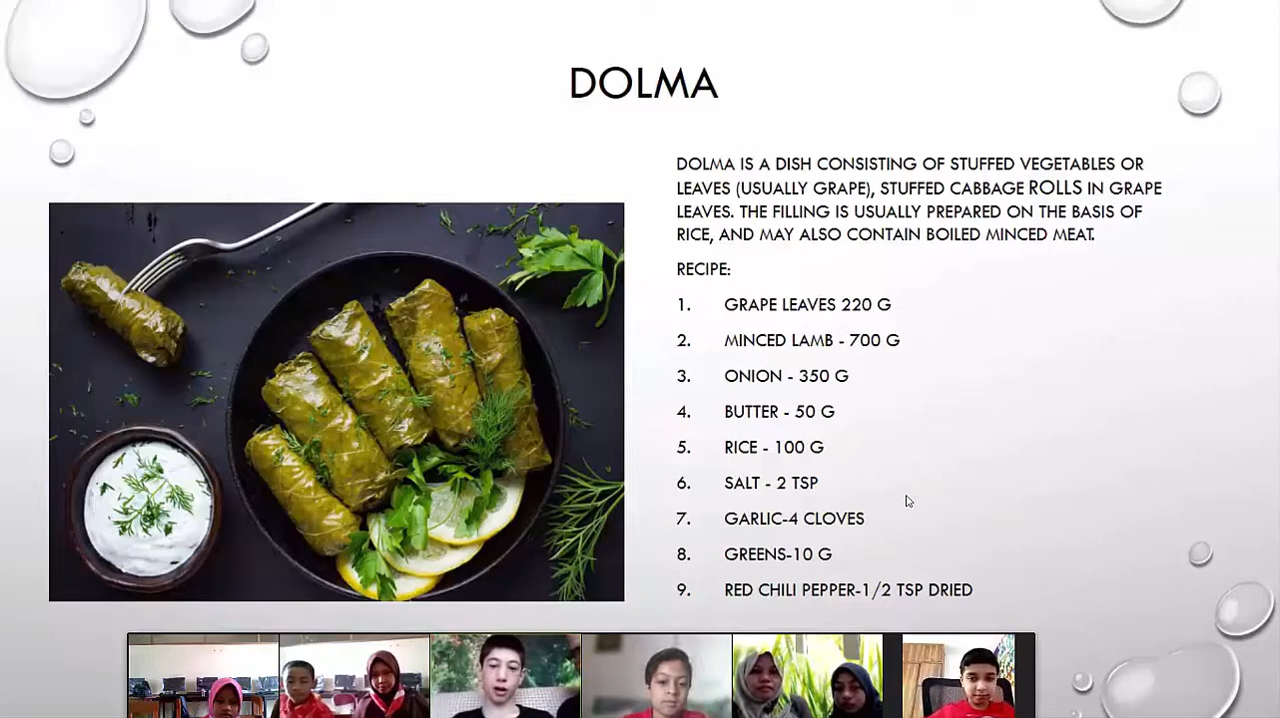 DOLMA
DOLMA IS A DISH CONSISTING OF STUFFED VEGETABLES OR
LEAVES (USUALLY GRAPE), STUFFED CABBAGE ROLLS IN GRAPE
LEAVES. THE FILLING IS USUALLY PREPARED ON THE BASIS OF
RICE, AND MAY ALSO CONTAIN BOILED MINCED MEAT.
RECIPE:
1. GRAPE LEAVES 220 G
2. MINCED LAMB - 700 G
3. ONION - 350 G
4. BUTTER - 50 G
5. RICE - 100 G
6. SALT - 2 TSP
7. GARLIC-4 CLOVES
8. GREENS-10 G
9. RED CHILI PEPPER-1/2 TSP DRIED